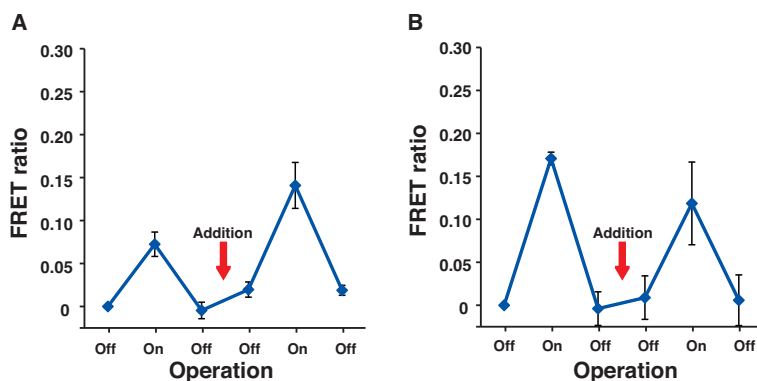 A
FRET ratio
0.30
0.25
0.20
0.15
0.10
0.05
0
Addition
Off On Off Off On Off
Operation
B
FRET ratio
0.30
0.25
0.20
0.15
0.10
0.05
0
Addition
Off On Off Off On Off
Operation